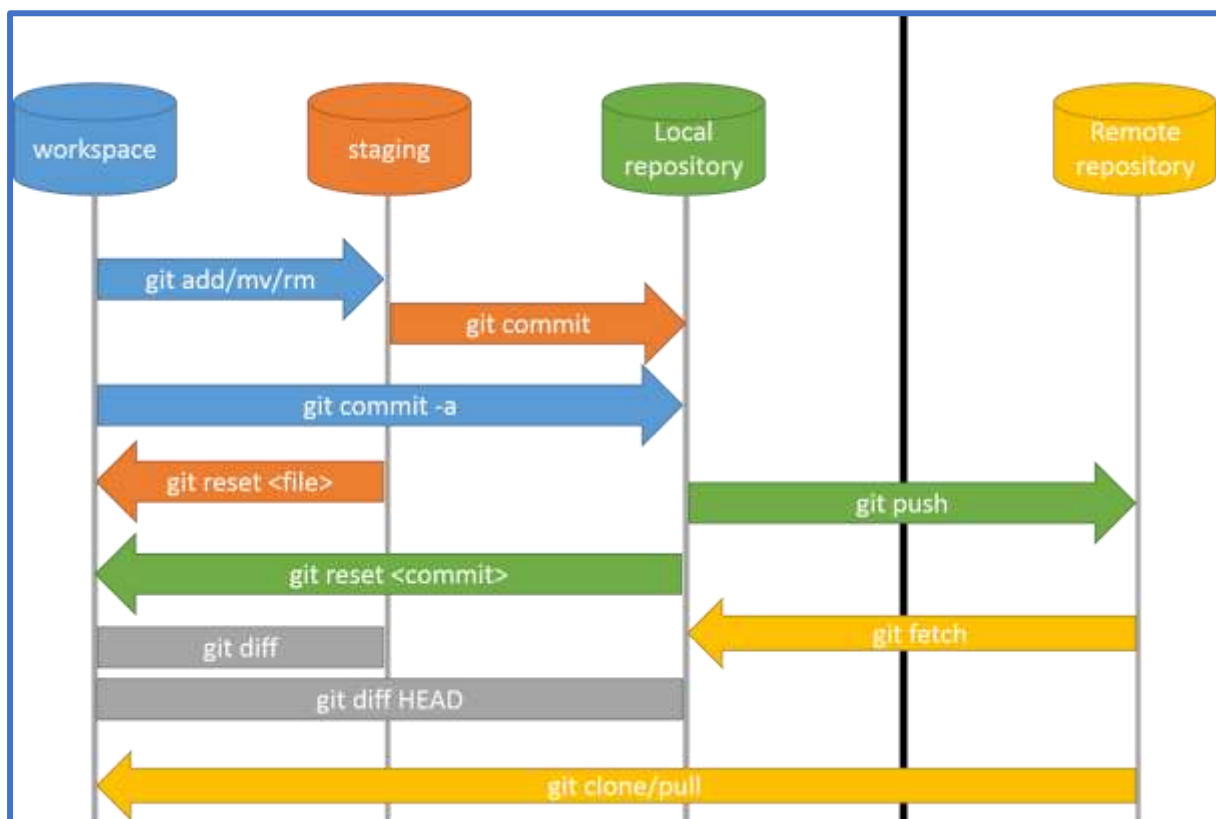 workspace
staging
Local
repository
Remote
repository
git add/mv/rm
git commit
git commit -a
git reset <file>
git push
git reset <commit>
git fetch
git diff
git diff HEAD
git clone/pull